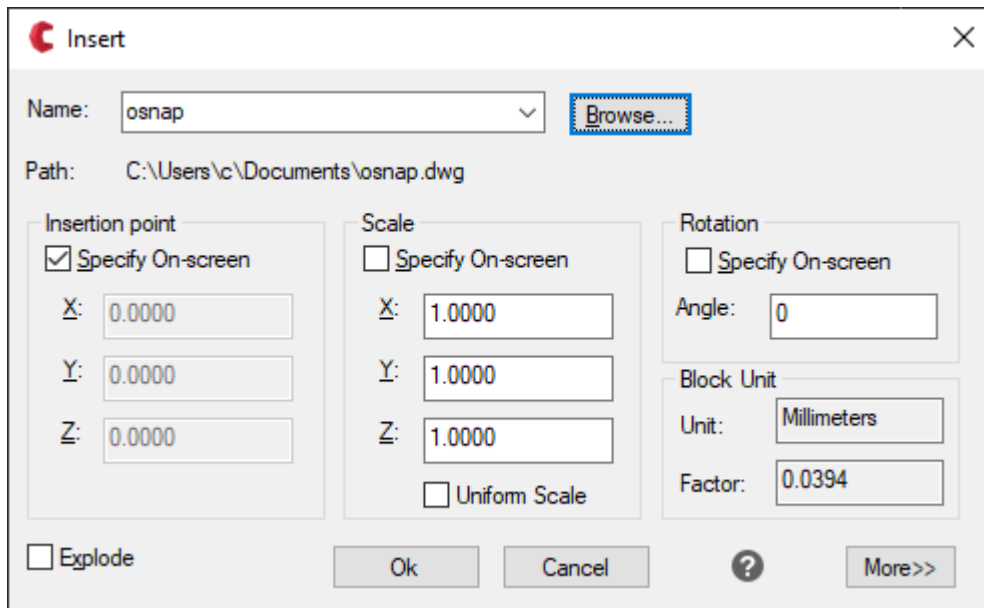 Insert
Name: osnap Browse...
Path: C:\Users\c\Documents\osnap.dwg
Insertion point
Specify On-screen
X: 0.0000
Y: 0.0000
Z: 0.0000
Scale
Specify On-screen
X: 1.0000
Y: 1.0000
Z: 1.0000
Uniform Scale
Rotation
Specify On-screen
Angle: 0
Block Unit
Unit: Millimeters
Factor: 0.0394
Explode
Ok Cancel ? More>>